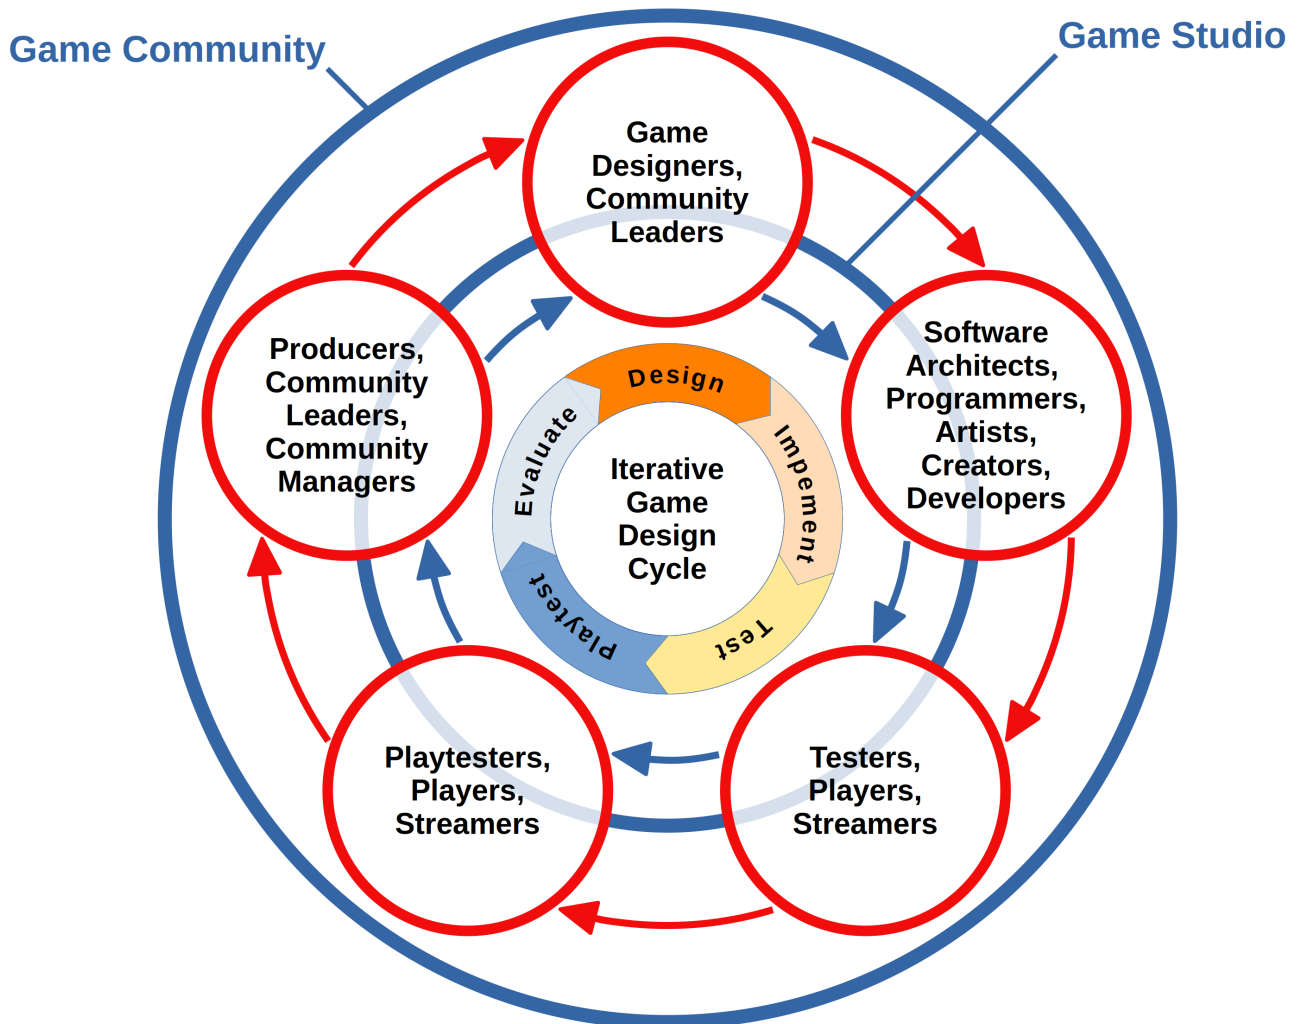 Game Community
Game Studio
Game
Designers,
Community
Leaders
Producers,
Community
Leaders,
Community
Managers
Software
Architects,
Programmers,
Artists,
Creators,
Developers
Design
Impement
Test
Playtest
Evaluate
Iterative
Game
Design
Cycle
Playtesters,
Players,
Streamers
Testers,
Players,
Streamers